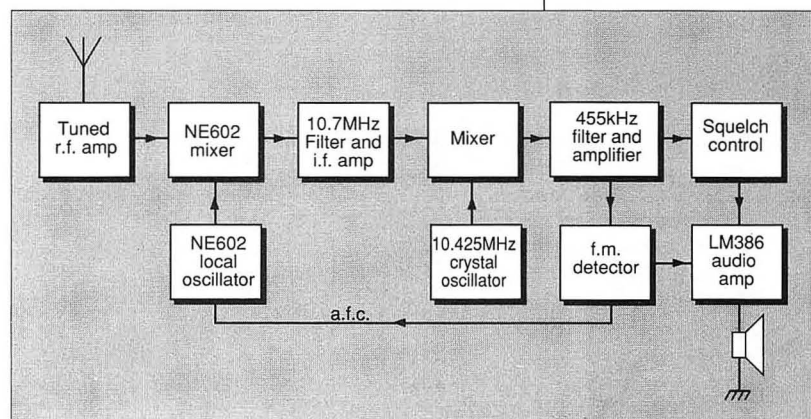 Tuned
r.f. amp
NE602
mixer
10.7MHz
Filter and
i.f. amp
Mixer
455kHz
filter and
amplifier
Squelch
control
NE602
local
oscillator
10.425MHz
crystal
oscillator
f.m.
detector
LM386
audio
amp
a.f.c.